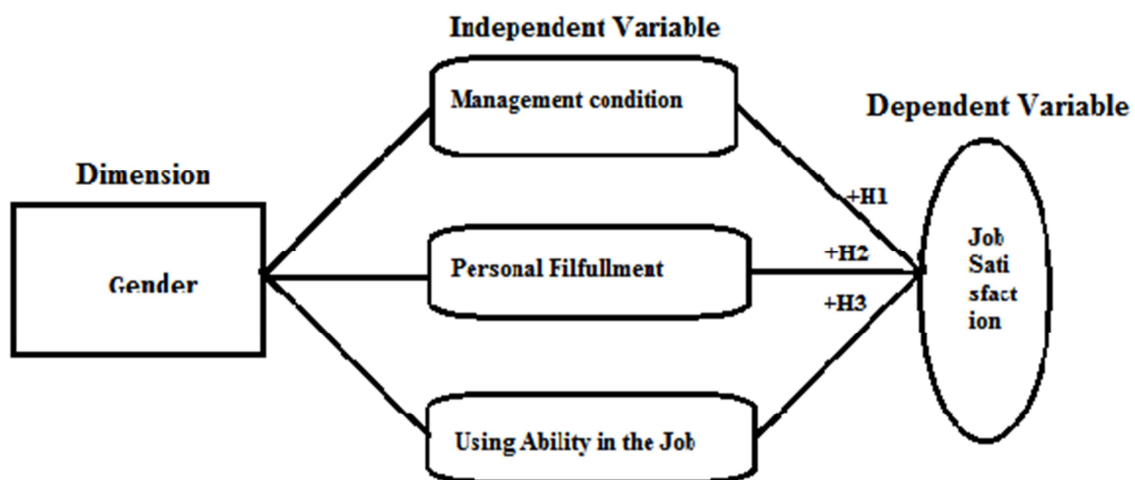 Independent Variable
Management condition
Dependent Variable
Dimension
+H1
Gender
Personal Filfullment
+H2
Job
Sati
sfact
ion
+H3
Using Ability in the Job